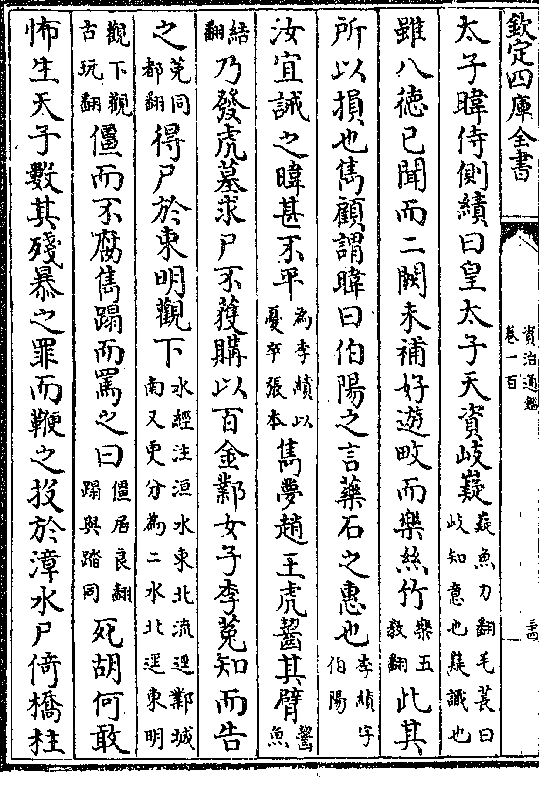 欽定四庫全書
資治通鑑
卷一百
太子暐侍側績曰皇太子天資岐嶷嶷魚力翻毛萇曰岐知意也嶷識也
雖八徳已聞而二闕未補好遊畋而樂絲竹樂五教翻此其
所以損也雋顧謂暐曰伯陽之言藥石之惠也李績字伯陽
汝宜誡之暐甚不平為李績以憂卒張本雋夢趙王虎齧其臂齧魚
結翻乃發虎墓求尸不獲購以百金鄴女子李菟知而告
之菟同都翻得尸於東明觀下水經注洹水東北流逕鄴城南又更分為二水北逕東明
觀下觀古玩翻僵而不腐雋蹋而罵之曰僵居良翻蹋與踏同死胡何敢
怖生天子數其殘暴之罪而鞭之投於漳水尸倚橋柱